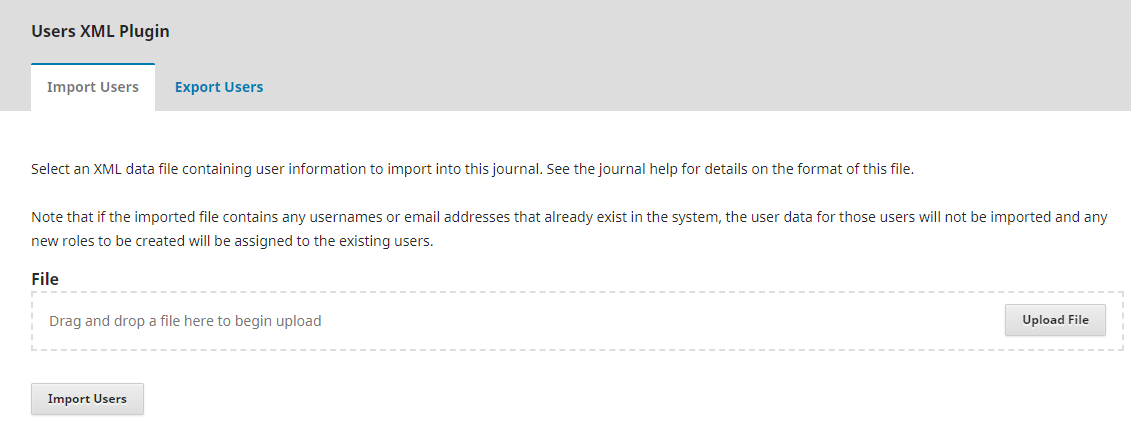 Users XML Plugin
Import Users
Export Users
Select an XML data file containing user information to import into this journal. See the journal help for details on the format of this file.
Note that if the imported file contains any usernames or email addresses that already exist in the system, the user data for those users will not be imported and any
new roles to be created will be assigned to the existing users.
File
Drag and drop a file here to begin upload
Upload File
Import Users